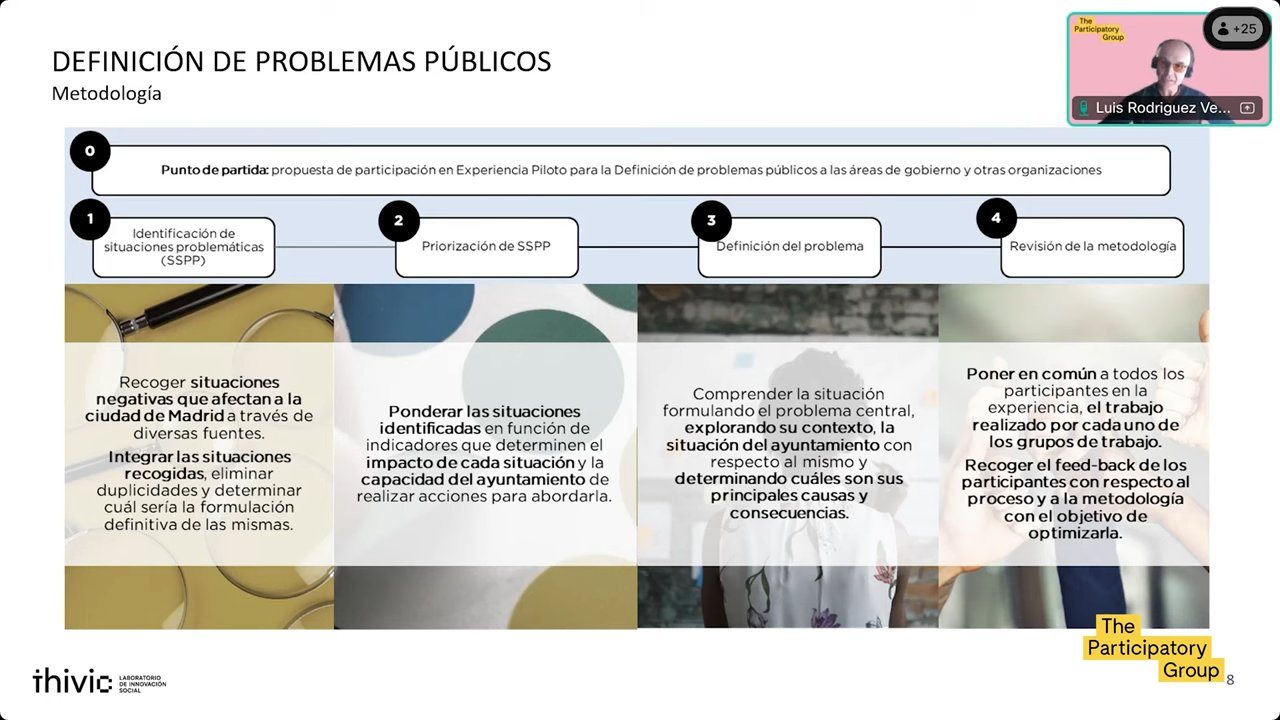 DEFINICIÓN DE PROBLEMAS PÚBLICOS
Metodología
The
Participatory
Group
+25
Luis Rodriguez Ve...
0
Punto de partida: propuesta de participación en Experiencia Piloto para la Definición de problemas públicos a las áreas de gobierno y otras organizaciones
1
Identificación de
situaciones problemáticas
(SSPP)
2
Priorización de SSPP
3
Definición del problema
4
Revisión de la metodología
Recoger situaciones
negativas que afectan a la
ciudad de Madrid a través de
diversas fuentes.
Integrar las situaciones
recogidas, eliminar
duplicidades y determinar
cuál sería la formulación
definitiva de las mismas.
Ponderar las situaciones
identificadas en función de
indicadores que determinen el
impacto de cada situación y la
capacidad del ayuntamiento de
realizar acciones para abordarla.
Comprender la situación
formulando el problema central,
explorando su contexto, la
situación del ayuntamiento con
respecto al mismo y
determinando cuáles son sus
principales causas y
consecuencias.
Poner en común a todos los
participantes en la
experiencia, el trabajo
realizado por cada uno de
los grupos de trabajo.
Recoger el feed-back de los
participantes con respecto al
proceso y a la metodología
con el objetivo de
optimizarla.
thivic
LABORATORIO
DE INNOVACIÓN
SOCIAL
The
Participatory
Group
8